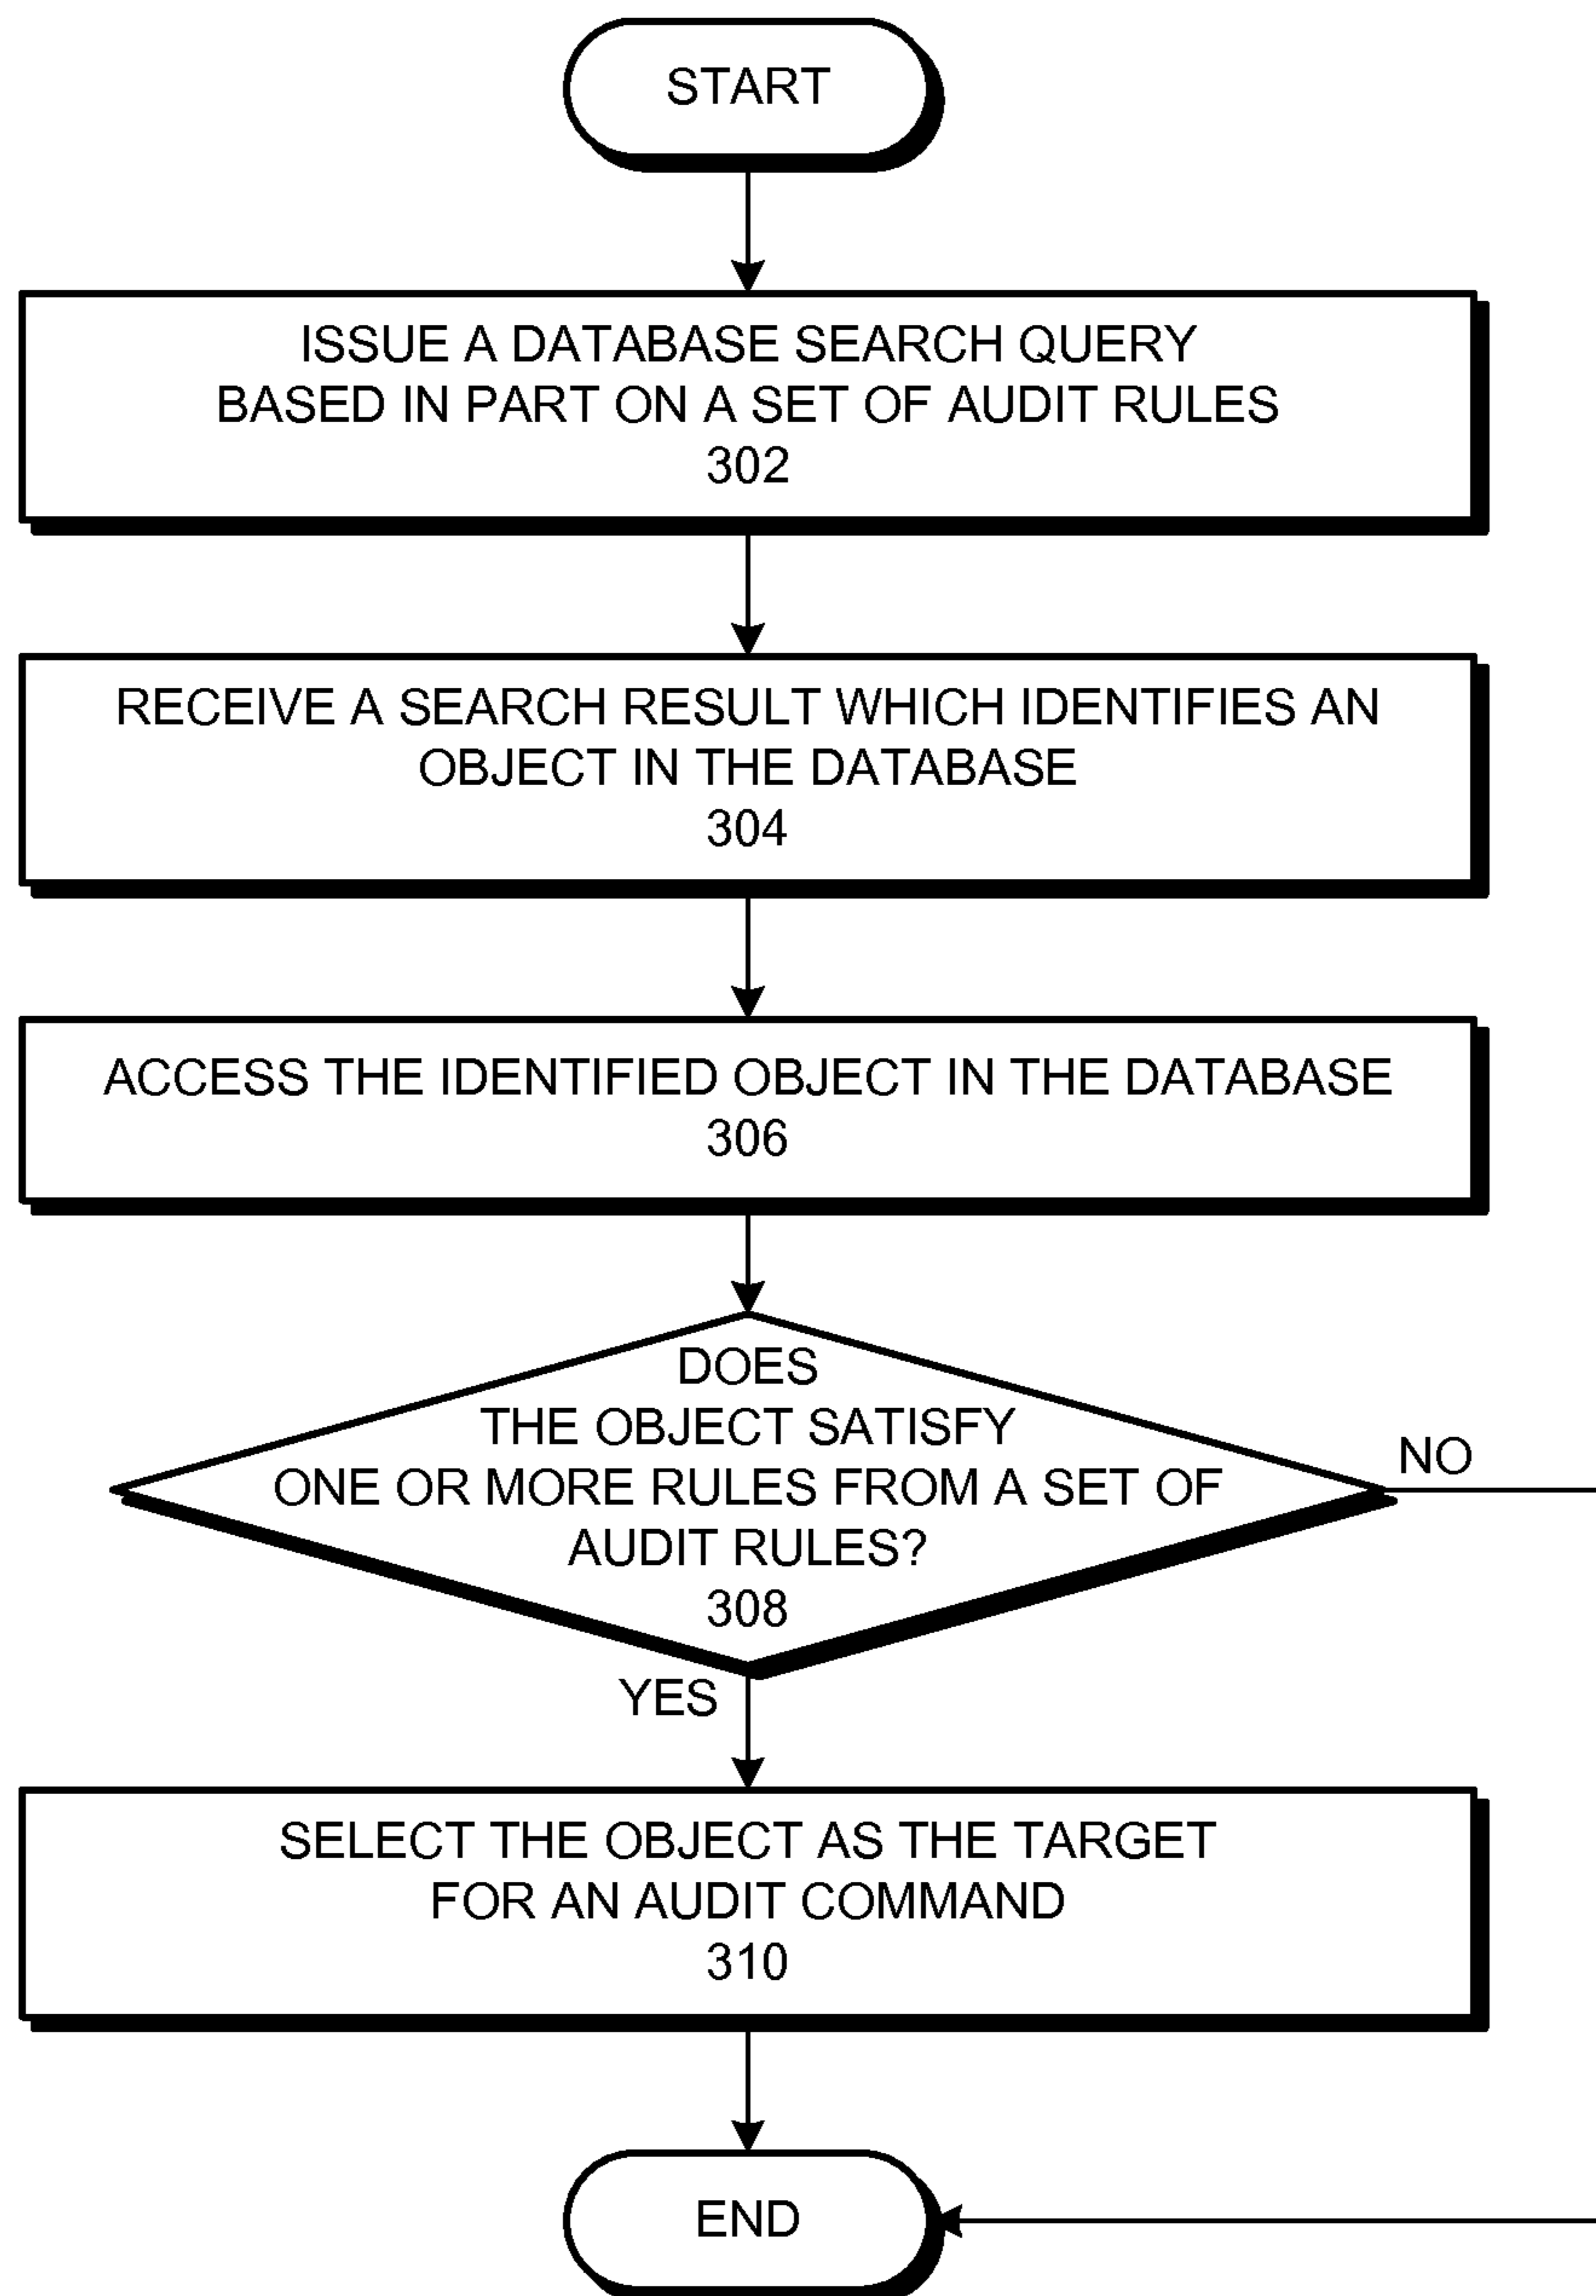 START
ISSUE A DATABASE SEARCH QUERY
BASED IN PART ON A SET OF AUDIT RULES
302
RECEIVE A SEARCH RESULT WHICH IDENTIFIES AN
OBJECT IN THE DATABASE
304
ACCESS THE IDENTIFIED OBJECT IN THE DATABASE
306
DOES
THE OBJECT SATISFY
ONE OR MORE RULES FROM A SET OF
AUDIT RULES?
308
NO
YES
SELECT THE OBJECT AS THE TARGET
FOR AN AUDIT COMMAND
310
END